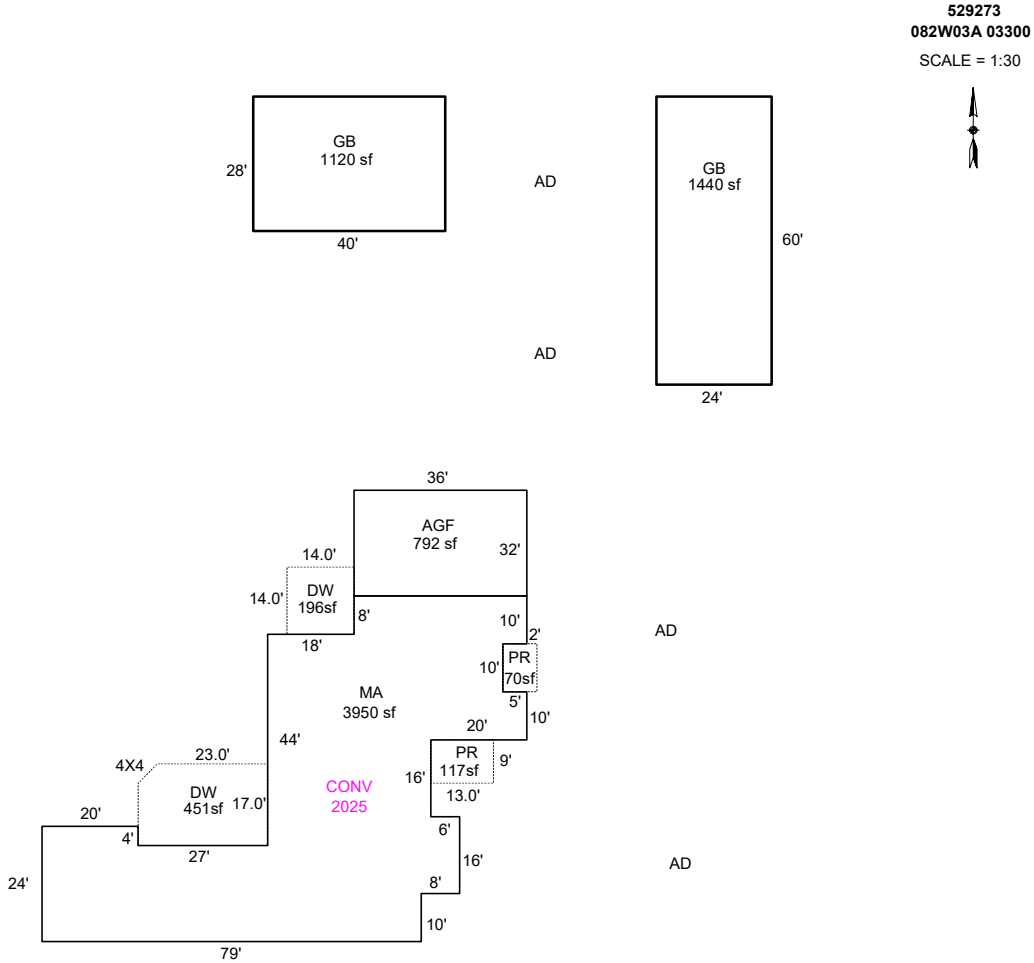 529273
082W03A 03300
SCALE = 1:30
GB
1120 sf
28'
40'
AD
GB
1440 sf
60'
24'
AD
36'
AGF
792 sf
32'
14.0'
14.0'
DW
196sf
8'
18'
10'
2'
10'
PR
70sf
5'
10'
AD
MA
3950 sf
44'
20'
PR
117sf
9'
16'
13.0'
CONV
2025
23.0'
4X4
DW
451sf
17.0'
20'
4'
27'
6'
16'
8'
10'
24'
79'
AD